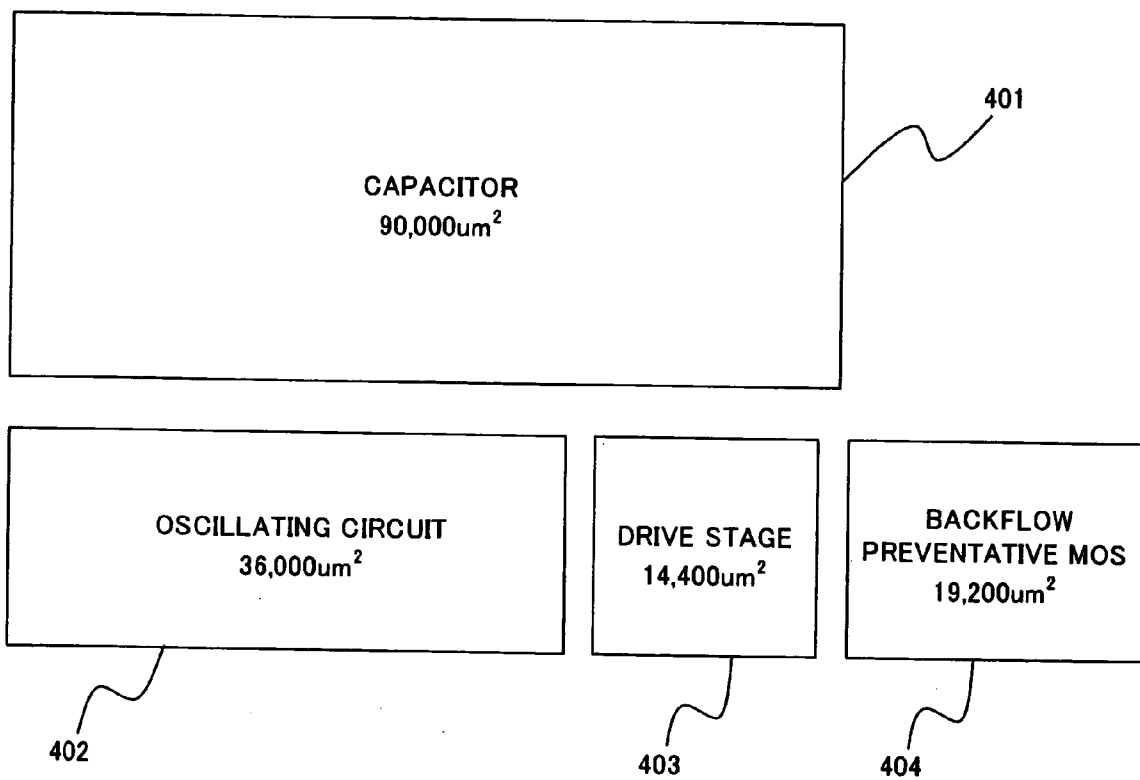 401
CAPACITOR
90,000um²
OSCILLATING CIRCUIT
36,000um²
DRIVE STAGE
14,400um²
BACKFLOW
PREVENTATIVE MOS
19,200um²
402
403
404